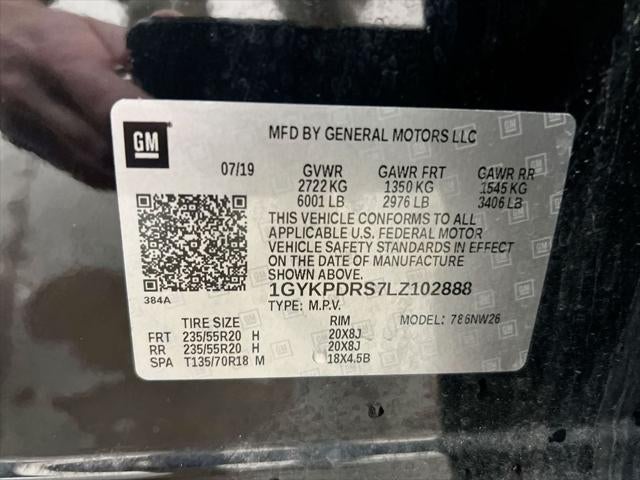 GM
MFD BY GENERAL MOTORS LLC
07/19 GVWR GAWR FRT GAWR RR
2722 KG 1350 KG 1545 KG
6001 LB 2976 LB 3406 LB
THIS VEHICLE CONFORMS TO ALL
APPLICABLE U.S. FEDERAL MOTOR
VEHICLE SAFETY STANDARDS IN EFFECT
ON THE DATE OF MANUFACTURE
SHOWN ABOVE.
384A
1GYKPDRS7LZ102888
TYPE: M.P.V. MODEL: 786NW26
TIRE SIZE RIM
FRT 235/55R20 H 20X8J
RR 235/55R20 H 20X8J
SPA T135/70R18 M 18X4.5B